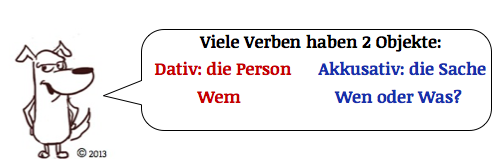 Viele Verben haben 2 Objekte:
Dativ: die Person Akkusativ: die Sache
Wem Wen oder Was?
© 2013